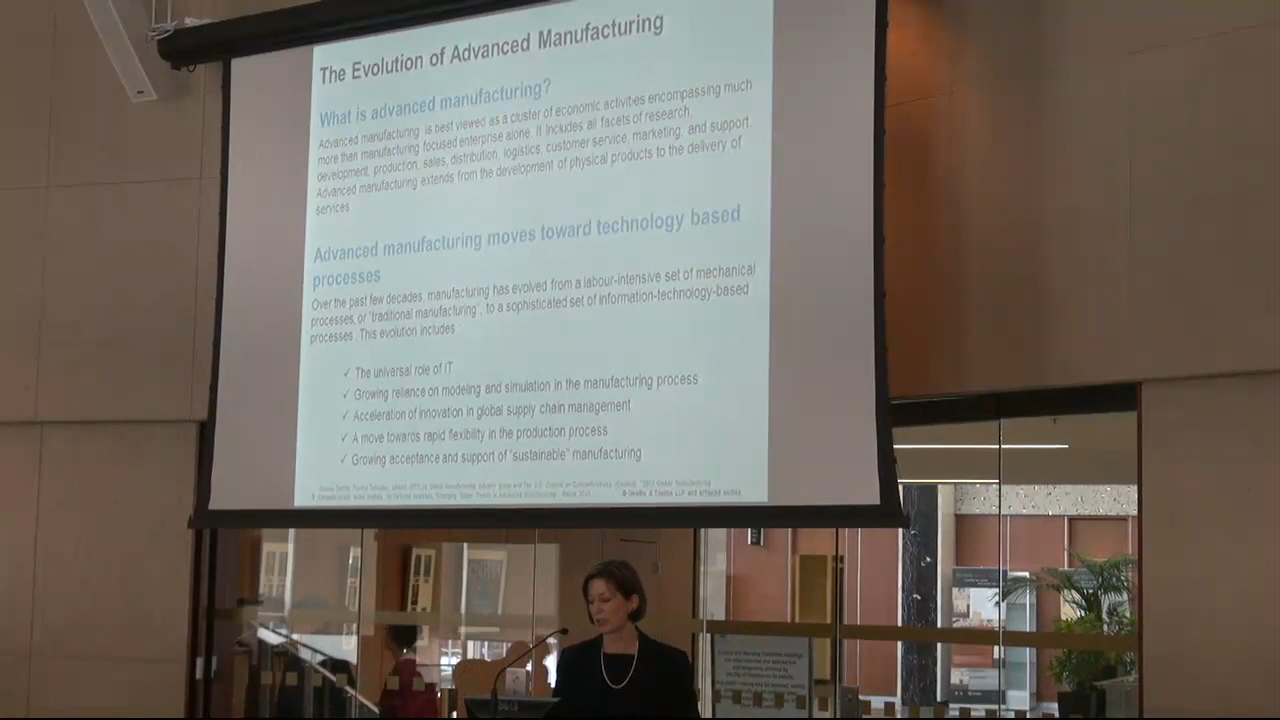 The Evolution of Advanced Manufacturing
What is advanced manufacturing?
Advanced manufacturing is best viewed as a cluster of economic activities encompassing much
more than manufacturing focused enterprise alone. It includes all facets of research,
development, production, sales, distribution, logistics, customer service, marketing, and support.
Advanced manufacturing extends from the development of physical products to the delivery of
services
Advanced manufacturing moves toward technology based
processes
Over the past few decades, manufacturing has evolved from a labour-intensive set of mechanical
processes, or "traditional manufacturing", to a sophisticated set of information-technology-based
processes. This evolution includes
✓ The universal role of IT
✓ Growing reliance on modeling and simulation in the manufacturing process
✓ Acceleration of innovation in global supply chain management
✓ A move towards rapid flexibility in the production process
✓ Growing acceptance and support of "sustainable" manufacturing
© Deloitte & Touche LLP and affiliated entities